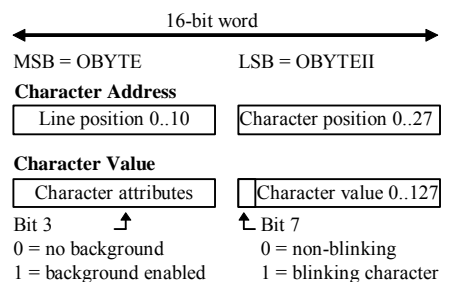 16-bit word
MSB = OBYTE LSB = OBYTEII
Character Address
Line position 0..10 Character position 0..27
Character Value
Character attributes Character value 0..127
Bit 3 Bit 7
0 = no background 0 = non-blinking
1 = background enabled 1 = blinking character